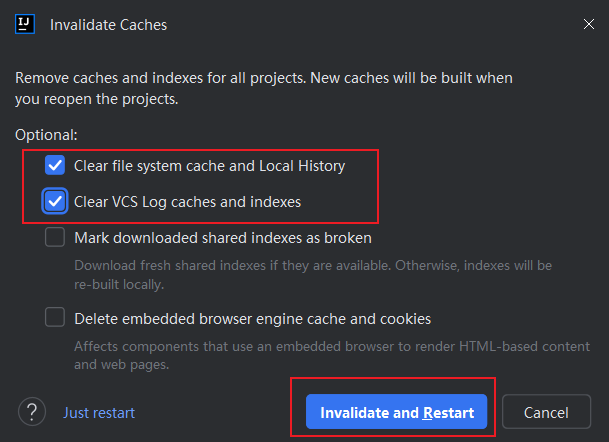 IJ
Invalidate Caches
Remove caches and indexes for all projects. New caches will be built when
you reopen the projects.
Optional:
Clear file system cache and Local History
Clear VCS Log caches and indexes
Mark downloaded shared indexes as broken
Download fresh shared indexes if they are available. Otherwise, indexes will be
re-built locally.
Delete embedded browser engine cache and cookies
Affects components that use an embedded browser to render HTML-based content
and web pages.
? Just restart Invalidate and Restart Cancel